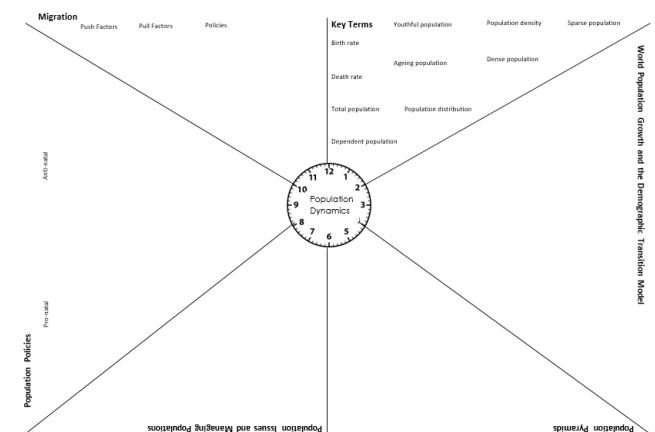 Migration
Push Factors
Pull Factors
Policies
Key Terms
Youthful population
Population density
Sparse population
Birth rate
Ageing population
Dense population
Death rate
Total population
Population distribution
Dependent population
World Population Growth and the Demographic Transition Model
12
1
2
3
5
6
7
8
9
10
11
Population
Dynamics
Anti-natal
Pro-natal
Population Policies
Population Issues and Managing Populations
Population Pyramids